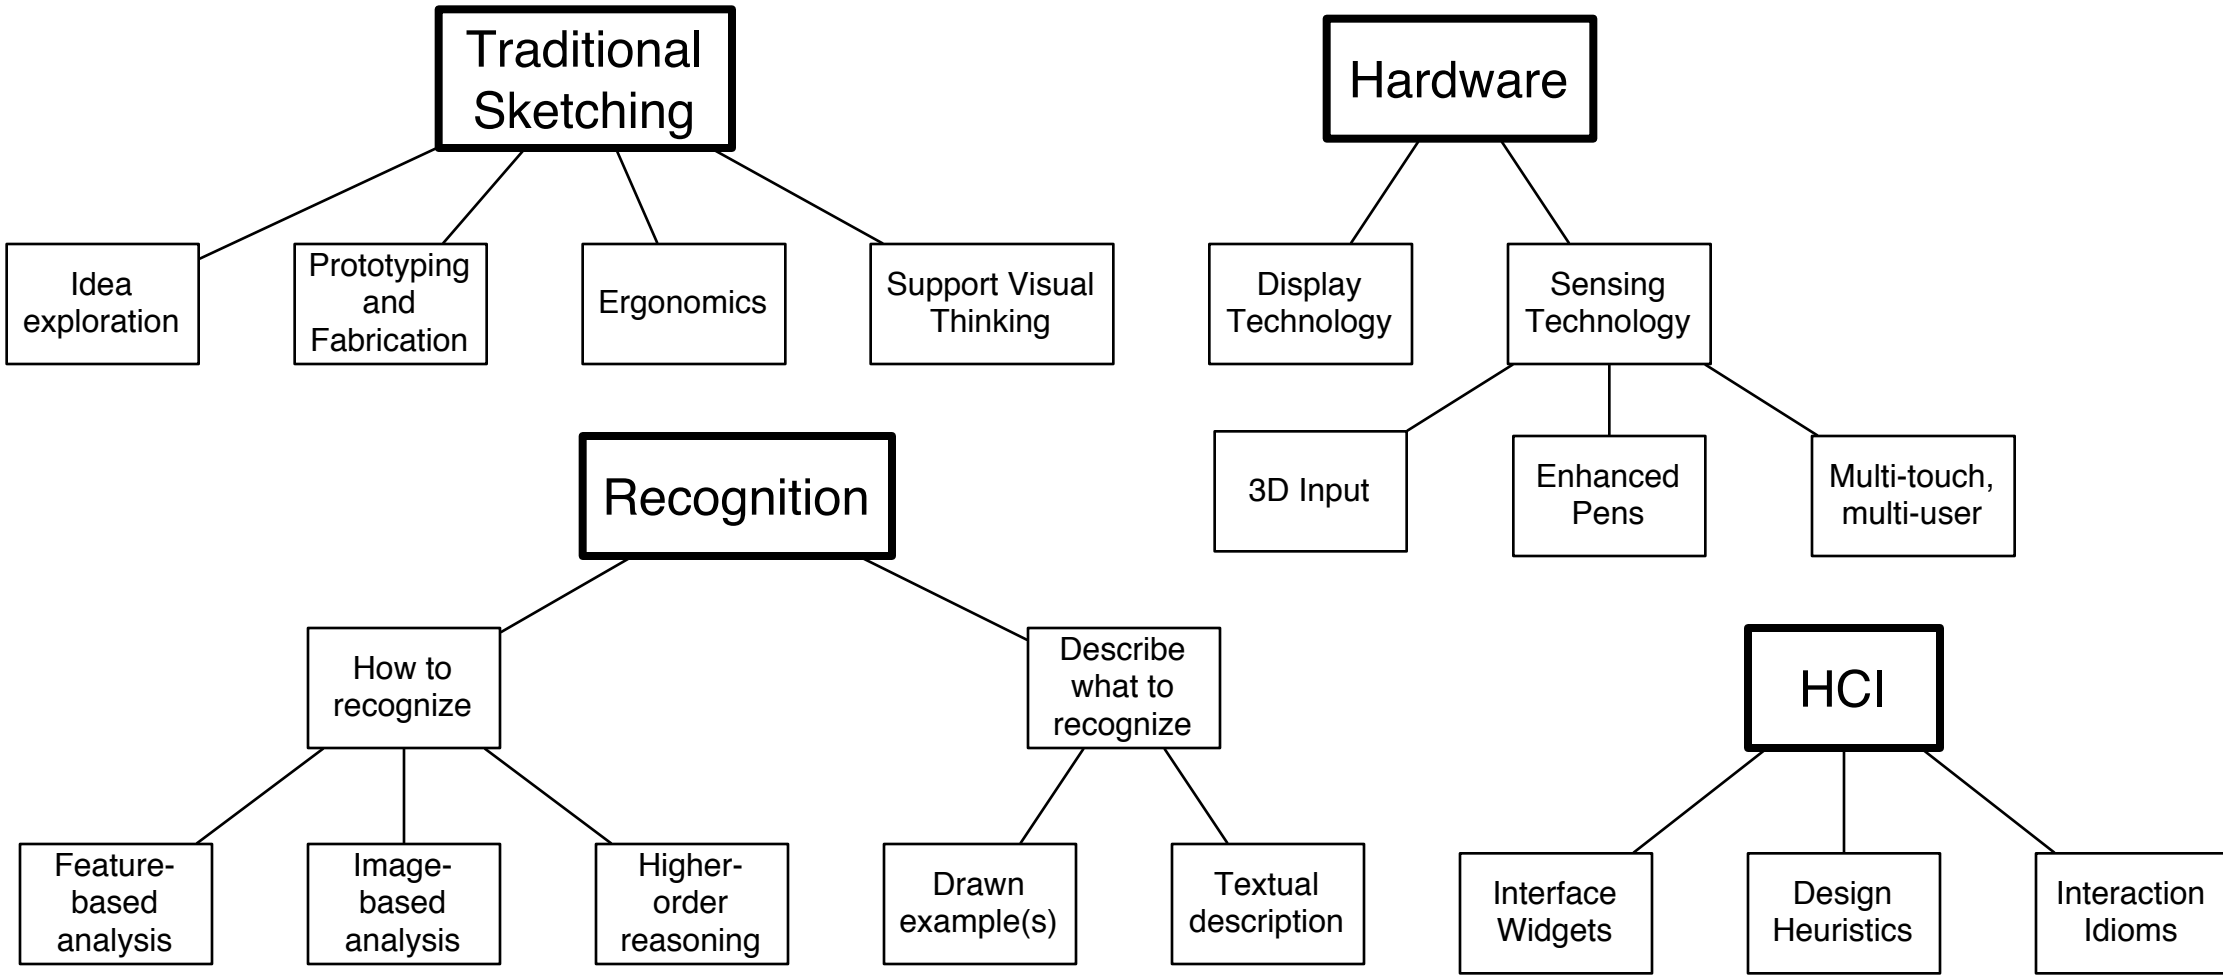 Traditional
Sketching
Idea
exploration
Prototyping
and
Fabrication
Ergonomics
Support Visual
Thinking
Hardware
Display
Technology
Sensing
Technology
3D Input
Enhanced
Pens
Multi-touch,
multi-user
Recognition
How to
recognize
Describe
what to
recognize
Feature-
based
analysis
Image-
based
analysis
Higher-
order
reasoning
Drawn
example(s)
Textual
description
HCI
Interface
Widgets
Design
Heuristics
Interaction
Idioms